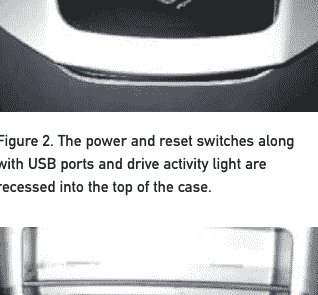 Figure 2. The power and reset switches along
with USB ports and drive activity light are
recessed into the top of the case.